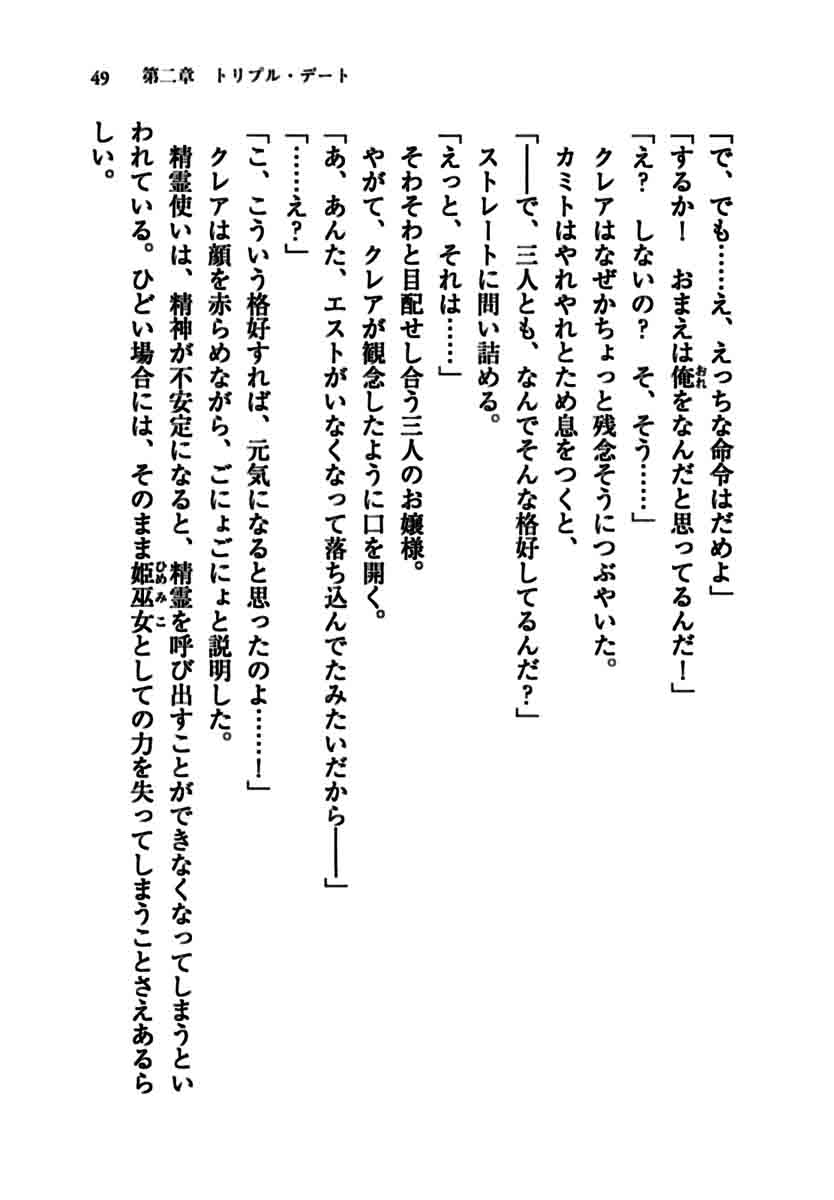 49　第二章　トリプル・デート
「で、でも……え、えっちな命令はだめよ」
「するか！　おまえは俺をなんだと思ってるんだ！」
「え？　しないの？　そ、そう……」
クレアはなぜかちょっと残念そうにつぶやいた。
カミトはやれやれとため息をつくと、
「――で、三人とも、なんでそんな格好してるんだ？」
ストレートに問い詰める。
「えっと、それは……」
そわそわと目配せし合う三人のお嬢様。
やがて、クレアが観念したように口を開く。
「あ、あんた、エストがいなくなって落ち込んでたみたいだから――」
「……え？」
「こ、こういう格好すれば、元気になると思ったのよ……！」
クレアは顔を赤らめながら、ごにょごにょと説明した。
精霊使いは、精神が不安定になると、精霊を呼び出すことができなくなってしまうとい
われている。ひどい場合には、そのまま姫巫女としての力を失ってしまうことさえあるら
しい。